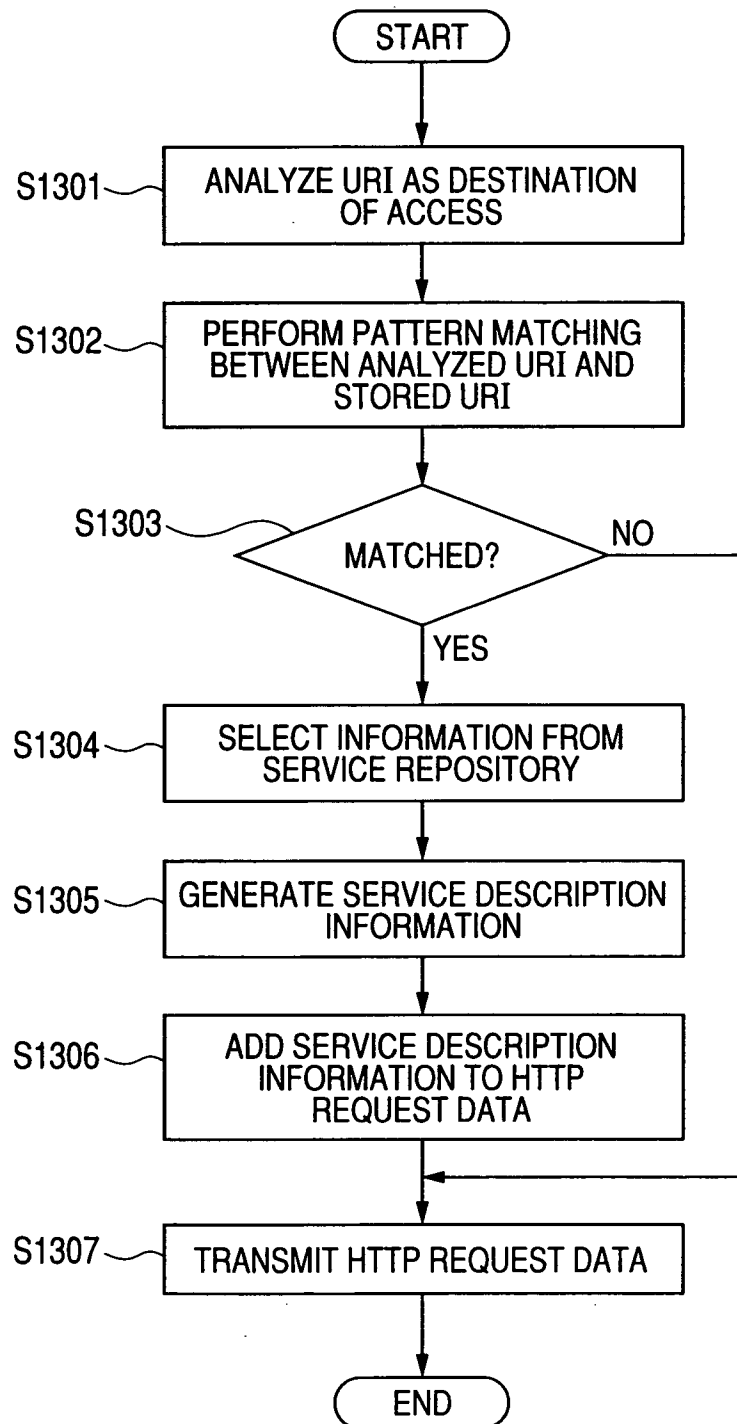 START
S1301
ANALYZE URI AS DESTINATION
OF ACCESS
S1302
PERFORM PATTERN MATCHING
BETWEEN ANALYZED URI AND
STORED URI
S1303
MATCHED?
NO
YES
S1304
SELECT INFORMATION FROM
SERVICE REPOSITORY
S1305
GENERATE SERVICE DESCRIPTION
INFORMATION
S1306
ADD SERVICE DESCRIPTION
INFORMATION TO HTTP
REQUEST DATA
S1307
TRANSMIT HTTP REQUEST DATA
END